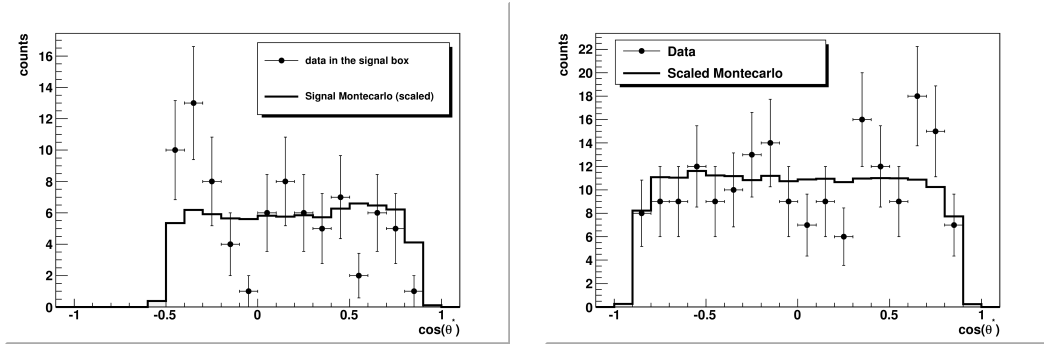 counts
16
14
12
10
8
6
4
2
0
data in the signal box
Signal Montecarlo (scaled)
-1 -0.5 0 0.5 1
cos(θ*)
counts
22
20
18
16
14
12
10
8
6
4
2
0
Data
Scaled Montecarlo
-1 -0.5 0 0.5 1
cos(θ*)